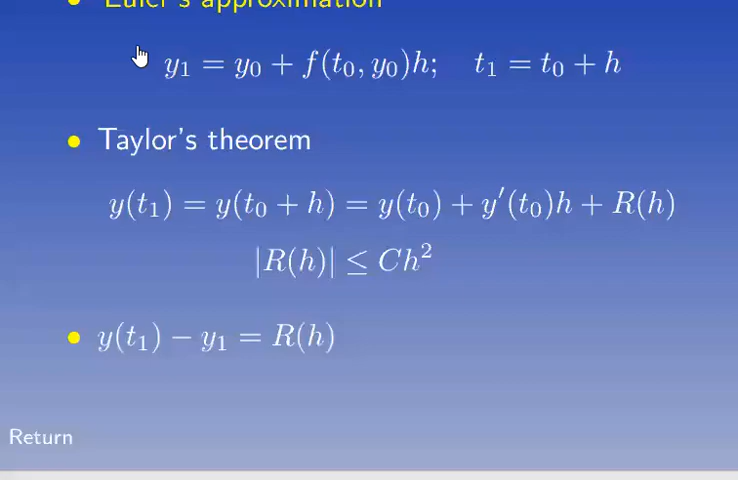 • Euler's approximation
y₁ = y₀ + f(t₀, y₀)h;   t₁ = t₀ + h
• Taylor's theorem
y(t₁) = y(t₀ + h) = y(t₀) + y′(t₀)h + R(h)
|R(h)| ≤ Ch²
• y(t₁) − y₁ = R(h)
Return